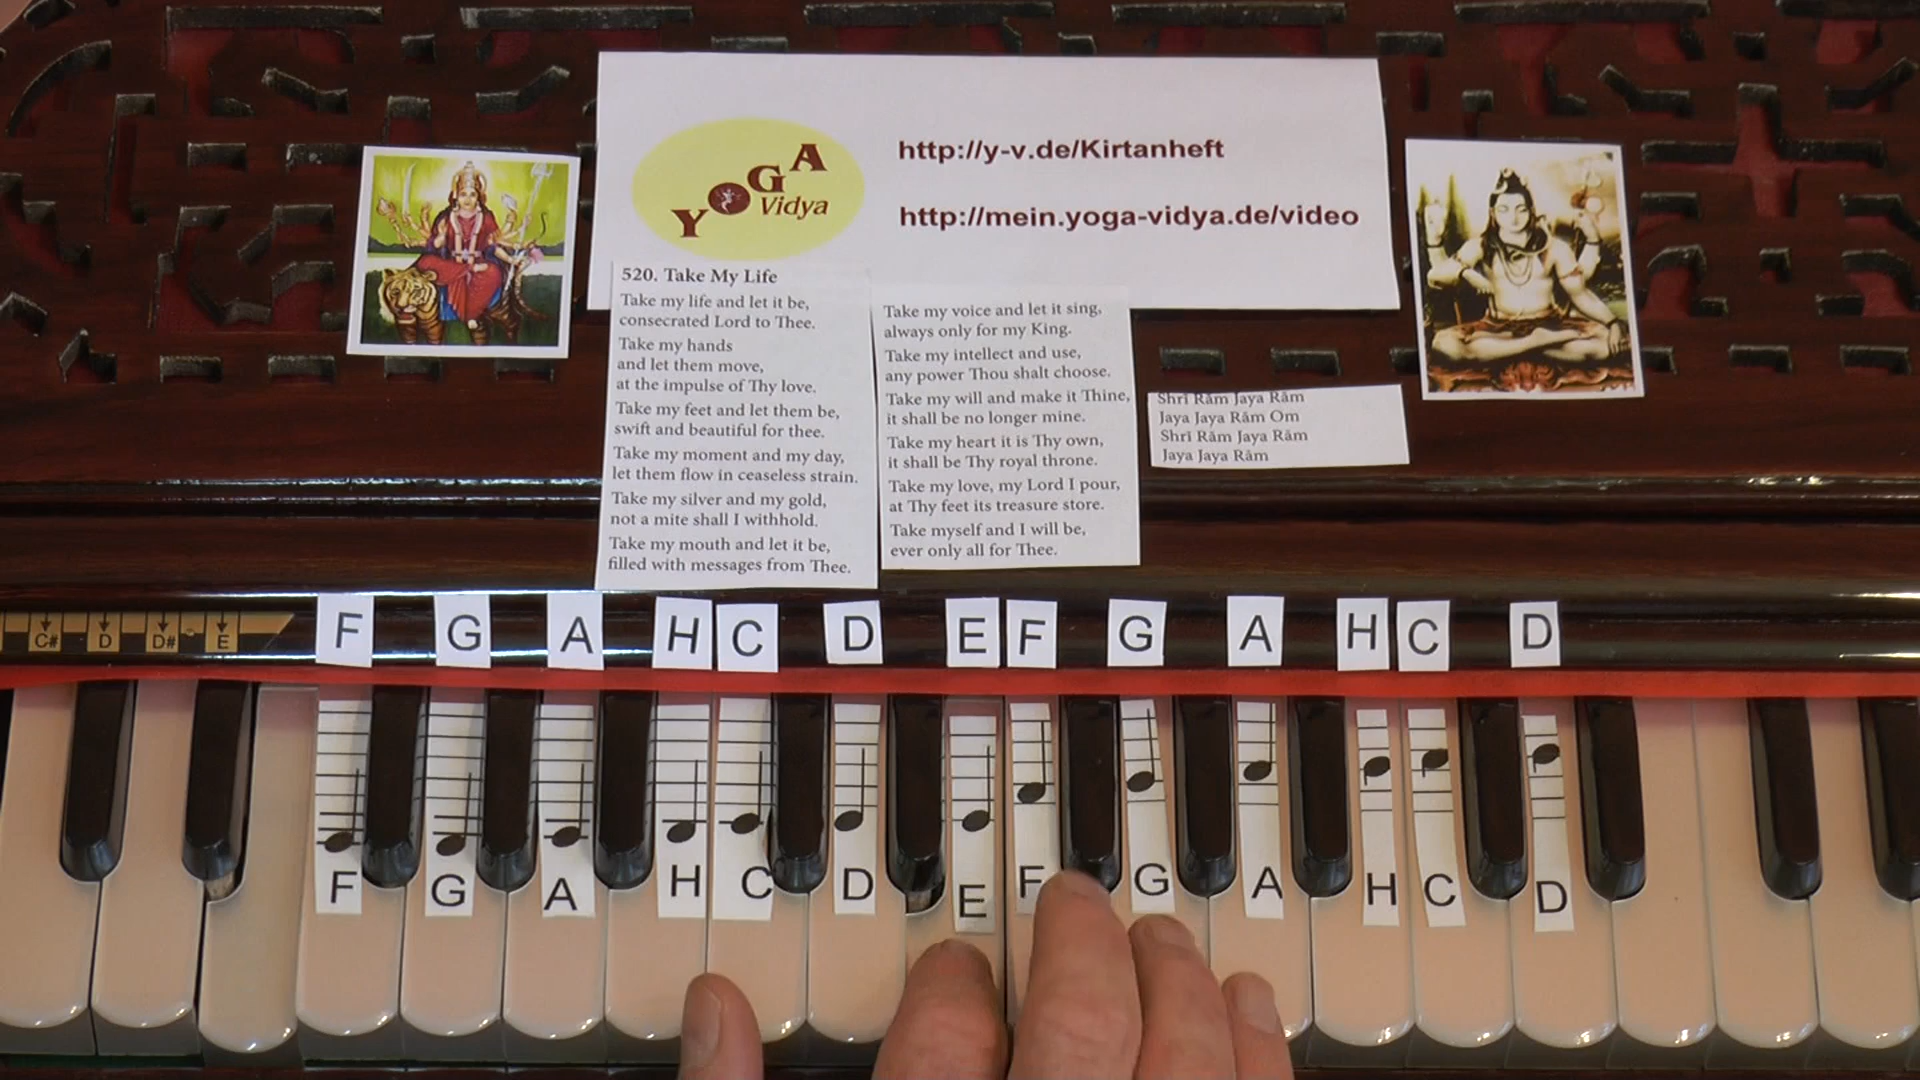 YOGA
Vidya
http://y-v.de/Kirtanheft
http://mein.yoga-vidya.de/video
520. Take My Life
Take my life and let it be,
consecrated Lord to Thee.
Take my hands
and let them move,
at the impulse of Thy love.
Take my feet and let them be,
swift and beautiful for thee.
Take my moment and my day,
let them flow in ceaseless strain.
Take my silver and my gold,
not a mite shall I withhold.
Take my mouth and let it be,
filled with messages from Thee.
Take my voice and let it sing,
always only for my King.
Take my intellect and use,
any power Thou shalt choose.
Take my will and make it Thine,
it shall be no longer mine.
Take my heart it is Thy own,
it shall be Thy royal throne.
Take my love, my Lord I pour,
at Thy feet its treasure store.
Take myself and I will be,
ever only all for Thee.
Shrī Rām Jaya Rām
Jaya Jaya Rām Om
Shrī Rām Jaya Rām
Jaya Jaya Rām
C# D D# E
F G A H C D E F G A H C D
F G A H C D E F G A H C D